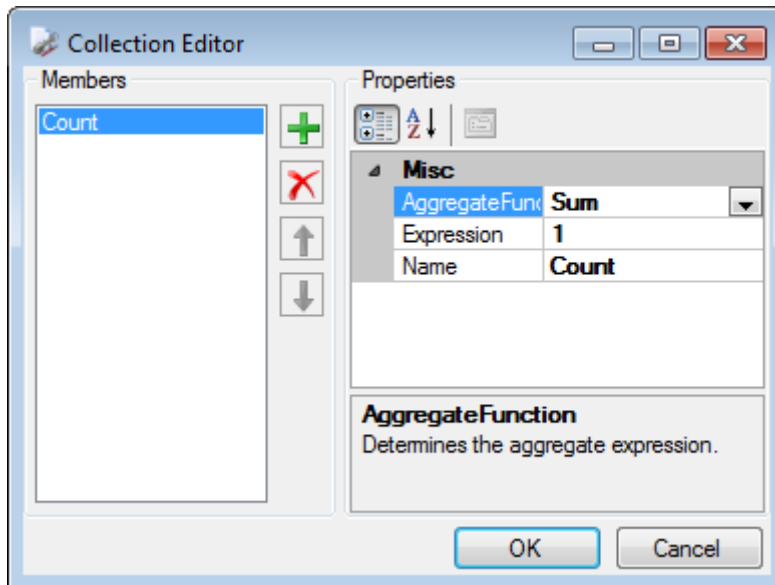 Collection Editor
Members
Properties
Count
A
Z
Misc
AggregateFunc Sum
Expression 1
Name Count
AggregateFunction
Determines the aggregate expression.
OK
Cancel